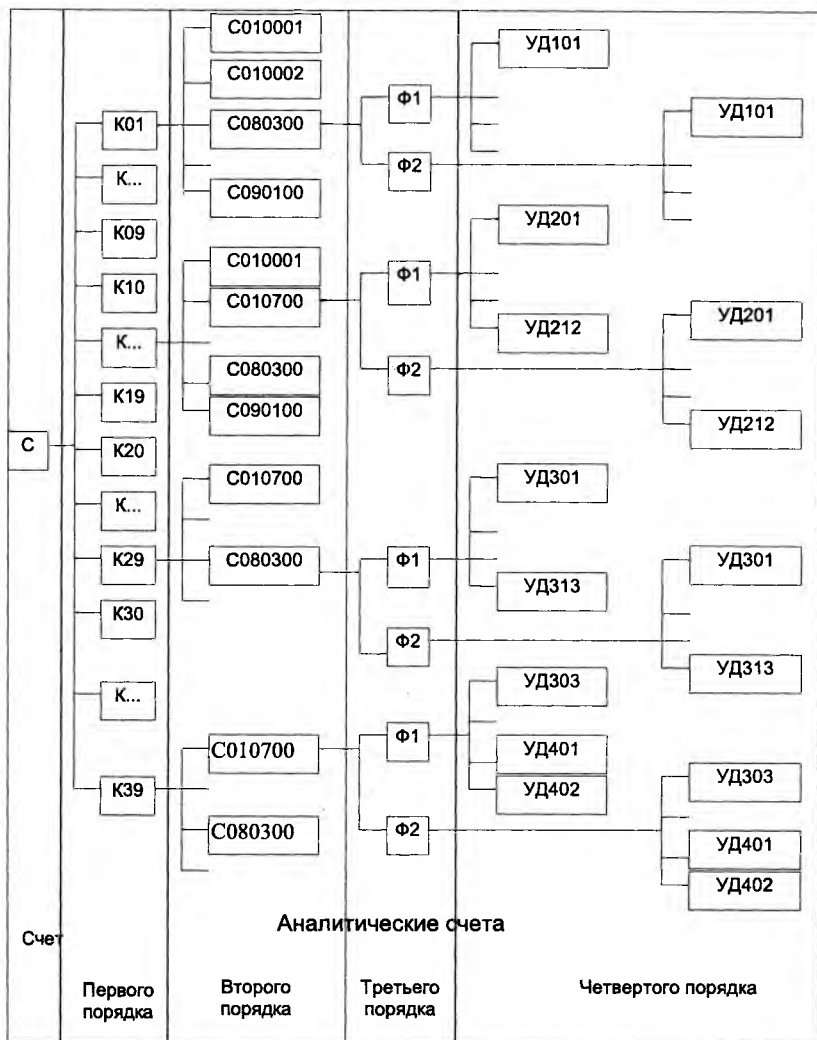 С010001
УД101
С010002
Ф1
К01
С080300
УД101
К...
Ф2
С090100
УД201
К09
С010001
Ф1
К10
С010700
УД212
УД201
К...
С080300
Ф2
К19
С090100
УД212
С
К20
С010700
УД301
К...
К29
С080300
Ф1
УД301
УД313
К30
Ф2
УД313
К...
УД303
Ф1
С010700
УД401
УД303
К39
УД402
С080300
Ф2
УД401
УД402
Аналитические счета
Счет
Первого
порядка
Второго
порядка
Третьего
порядка
Четвертого порядка